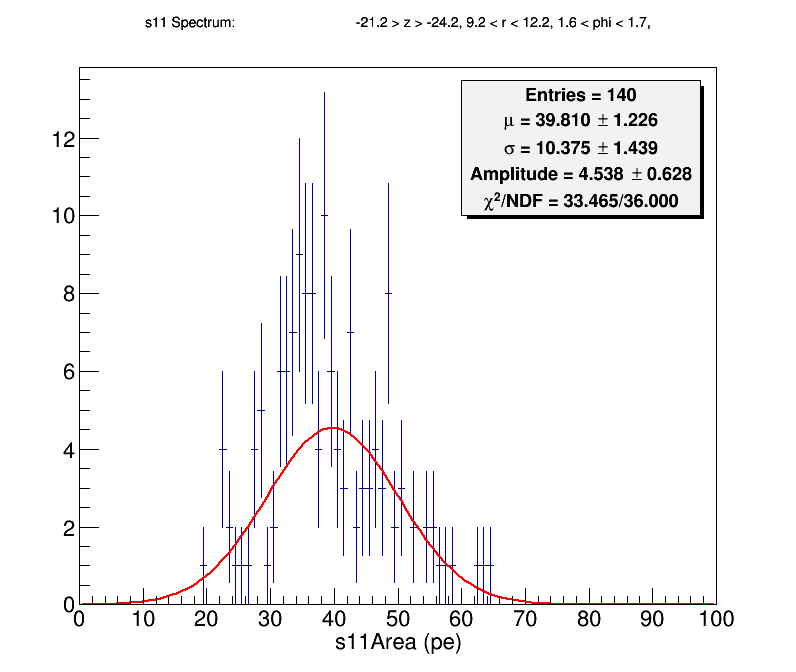 s11 Spectrum: -21.2 > z > -24.2, 9.2 < r < 12.2, 1.6 < phi < 1.7,
Entries = 140
μ = 39.810 ± 1.226
σ = 10.375 ± 1.439
Amplitude = 4.538 ± 0.628
χ²/NDF = 33.465/36.000
12
10
8
6
4
2
0
0 10 20 30 40 50 60 70 80 90 100
s11Area (pe)